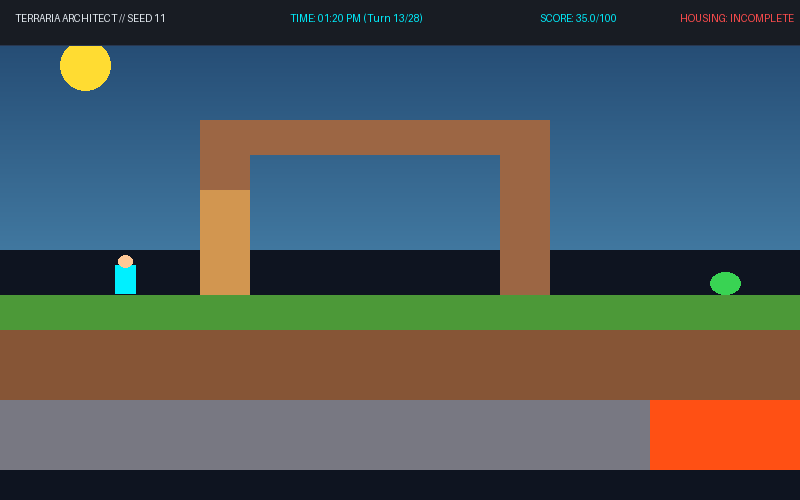 TERRARIA ARCHITECT // SEED 11
TIME: 01:20 PM (Turn 13/28)
SCORE: 35.0/100
HOUSING: INCOMPLETE